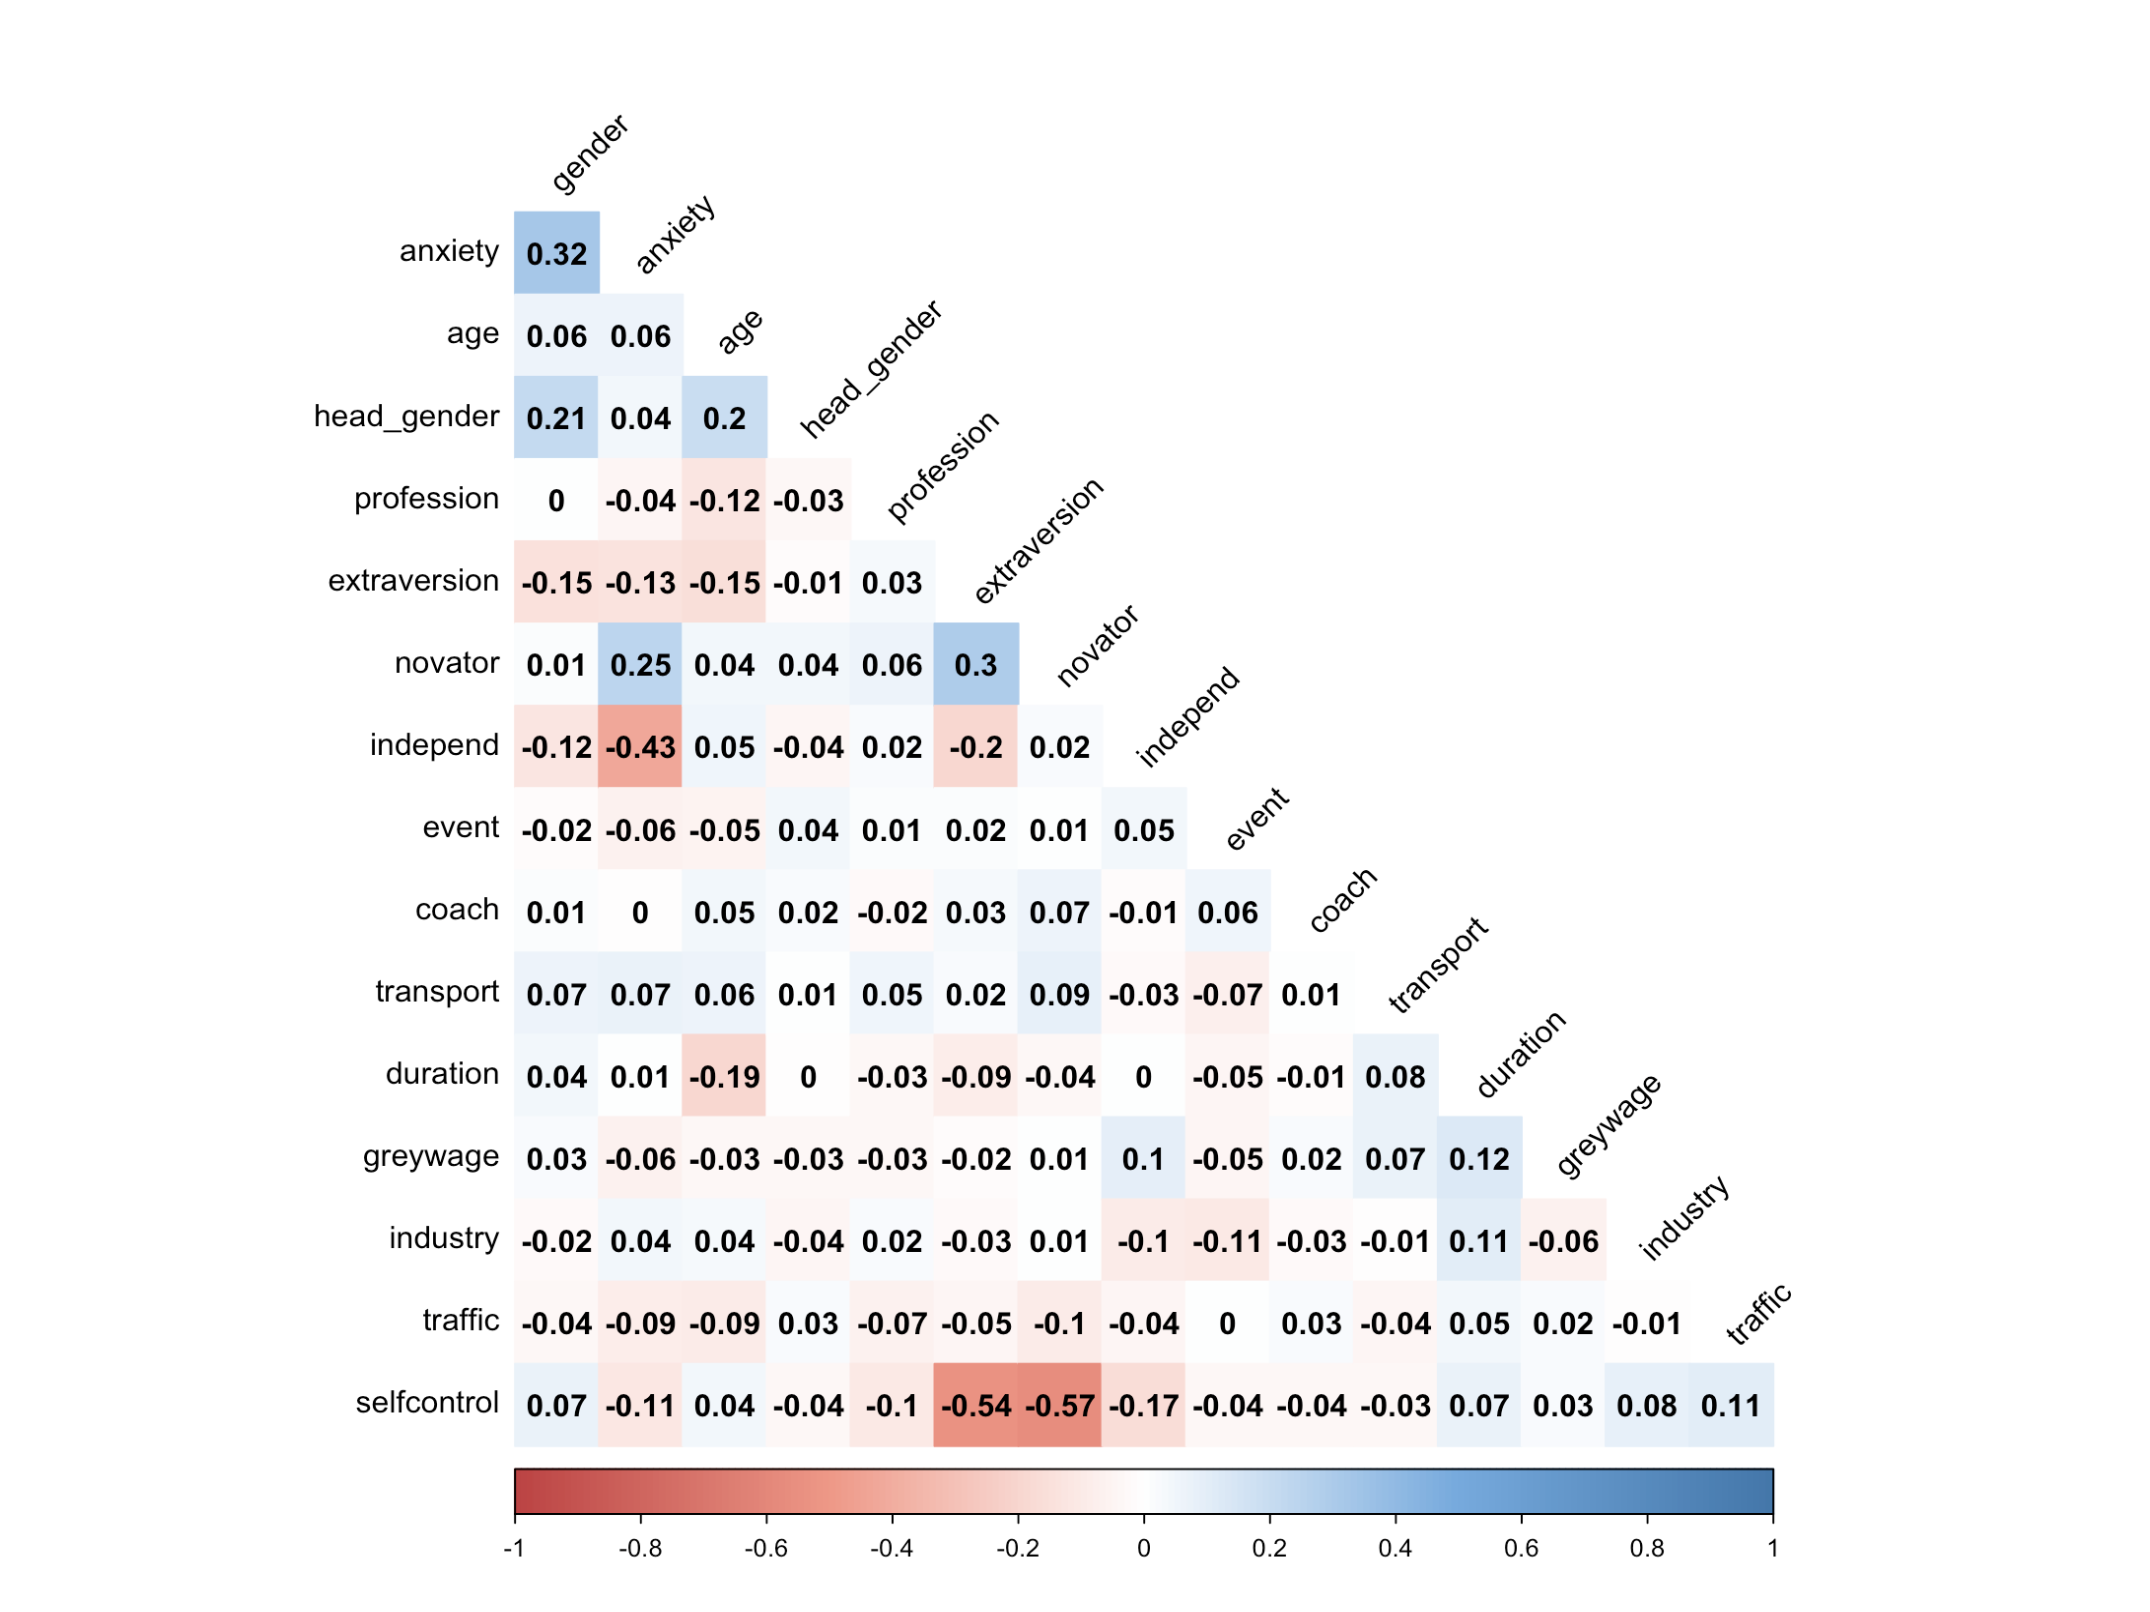 gender
anxiety 0.32 anxiety
age 0.06 0.06 age
head_gender 0.21 0.04 0.2 head_gender
profession 0 -0.04 -0.12 -0.03 profession
extraversion -0.15 -0.13 -0.15 -0.01 0.03 extraversion
novator 0.01 0.25 0.04 0.04 0.06 0.3 novator
independ -0.12 -0.43 0.05 -0.04 0.02 -0.2 0.02 independ
event -0.02 -0.06 -0.05 0.04 0.01 0.02 0.01 0.05 event
coach 0.01 0 0.05 0.02 -0.02 0.03 0.07 -0.01 0.06 coach
transport 0.07 0.07 0.06 0.01 0.05 0.02 0.09 -0.03 -0.07 0.01 transport
duration 0.04 0.01 -0.19 0 -0.03 -0.09 -0.04 0 -0.05 -0.01 0.08 duration
greywage 0.03 -0.06 -0.03 -0.03 -0.03 -0.02 0.01 0.1 -0.05 0.02 0.07 0.12 greywage
industry -0.02 0.04 0.04 -0.04 0.02 -0.03 0.01 -0.1 -0.11 -0.03 -0.01 0.11 -0.06 industry
traffic -0.04 -0.09 -0.09 0.03 -0.07 -0.05 -0.1 -0.04 0 0.03 -0.04 0.05 0.02 -0.01 traffic
selfcontrol 0.07 -0.11 0.04 -0.04 -0.1 -0.54 -0.57 -0.17 -0.04 -0.04 -0.03 0.07 0.03 0.08 0.11
-1 -0.8 -0.6 -0.4 -0.2 0 0.2 0.4 0.6 0.8 1